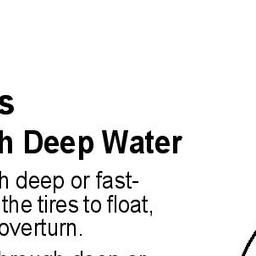 s
h Deep Water
h deep or fast-
the tires to float,
overturn.